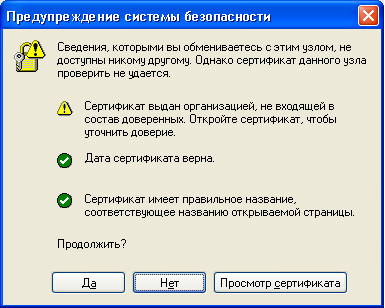 Предупреждение системы безопасности
Сведения, которыми вы обмениваетесь с этим узлом, не
доступны никому другому. Однако сертификат данного узла
проверить не удается.
Сертификат выдан организацией, не входящей в
состав доверенных. Откройте сертификат, чтобы
уточнить доверие.
Дата сертификата верна.
Сертификат имеет правильное название,
соответствующее названию открываемой страницы.
Продолжить?
Да Нет Просмотр сертификата